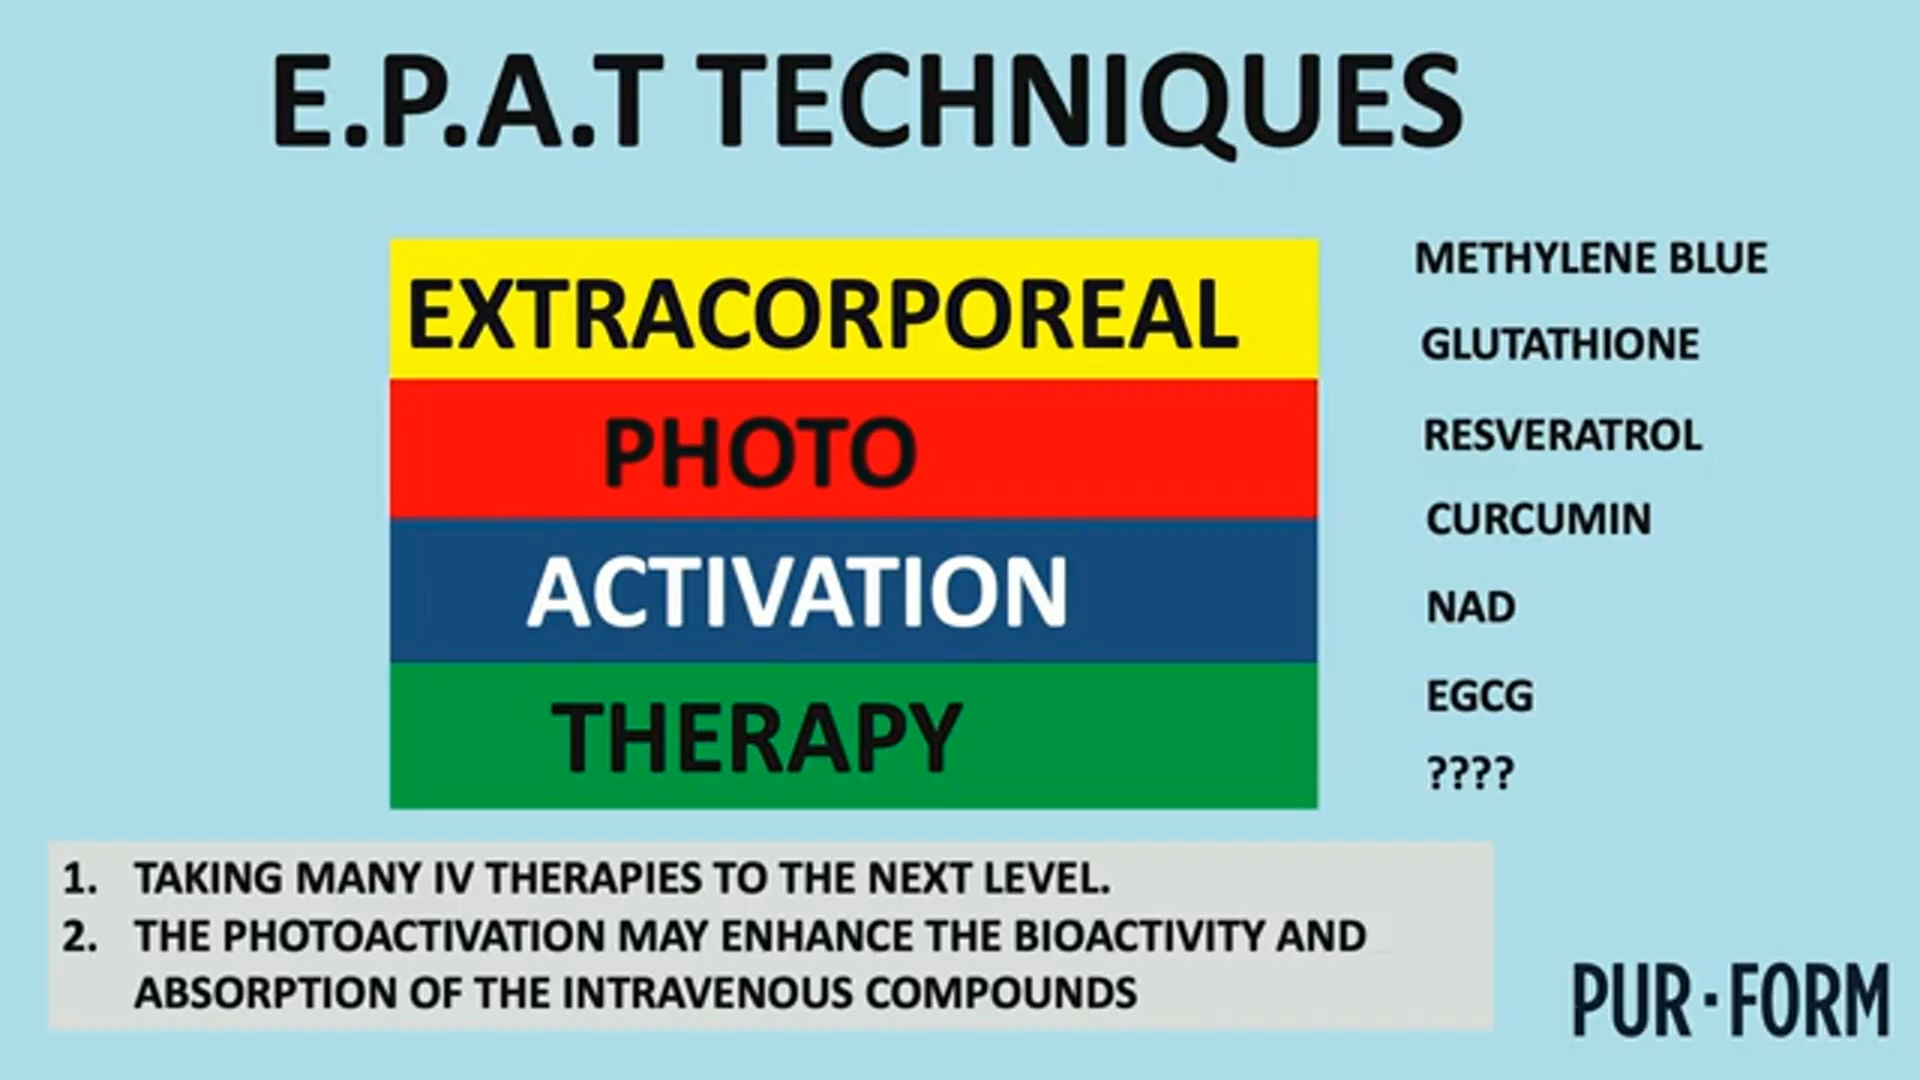 E.P.A.T TECHNIQUES
EXTRACORPOREAL
PHOTO
ACTIVATION
THERAPY
METHYLENE BLUE
GLUTATHIONE
RESVERATROL
CURCUMIN
NAD
EGCG
????
1. TAKING MANY IV THERAPIES TO THE NEXT LEVEL.
2. THE PHOTOACTIVATION MAY ENHANCE THE BIOACTIVITY AND
ABSORPTION OF THE INTRAVENOUS COMPOUNDS
PUR·FORM